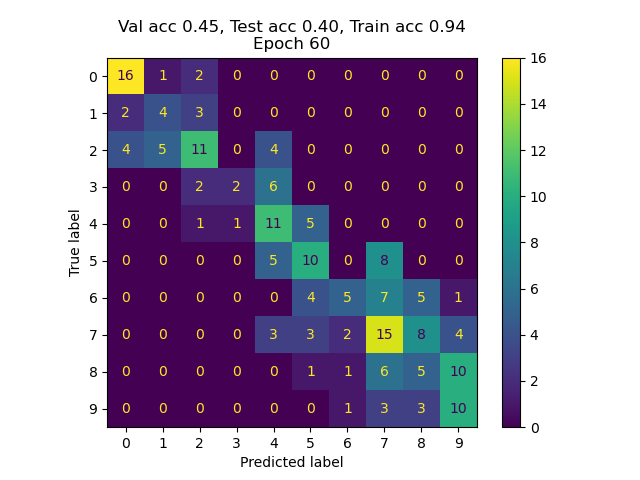 Val acc 0.45, Test acc 0.40, Train acc 0.94
Epoch 60
0 16 1 2 0 0 0 0 0 0 0
1 2 4 3 0 0 0 0 0 0 0
2 4 5 11 0 4 0 0 0 0 0
3 0 0 2 2 6 0 0 0 0 0
4 0 0 1 1 11 5 0 0 0 0
5 0 0 0 0 5 10 0 8 0 0
6 0 0 0 0 0 4 5 7 5 1
7 0 0 0 0 3 3 2 15 8 4
8 0 0 0 0 0 1 1 6 5 10
9 0 0 0 0 0 0 1 3 3 10
0 1 2 3 4 5 6 7 8 9
Predicted label
True label
16
14
12
10
8
6
4
2
0